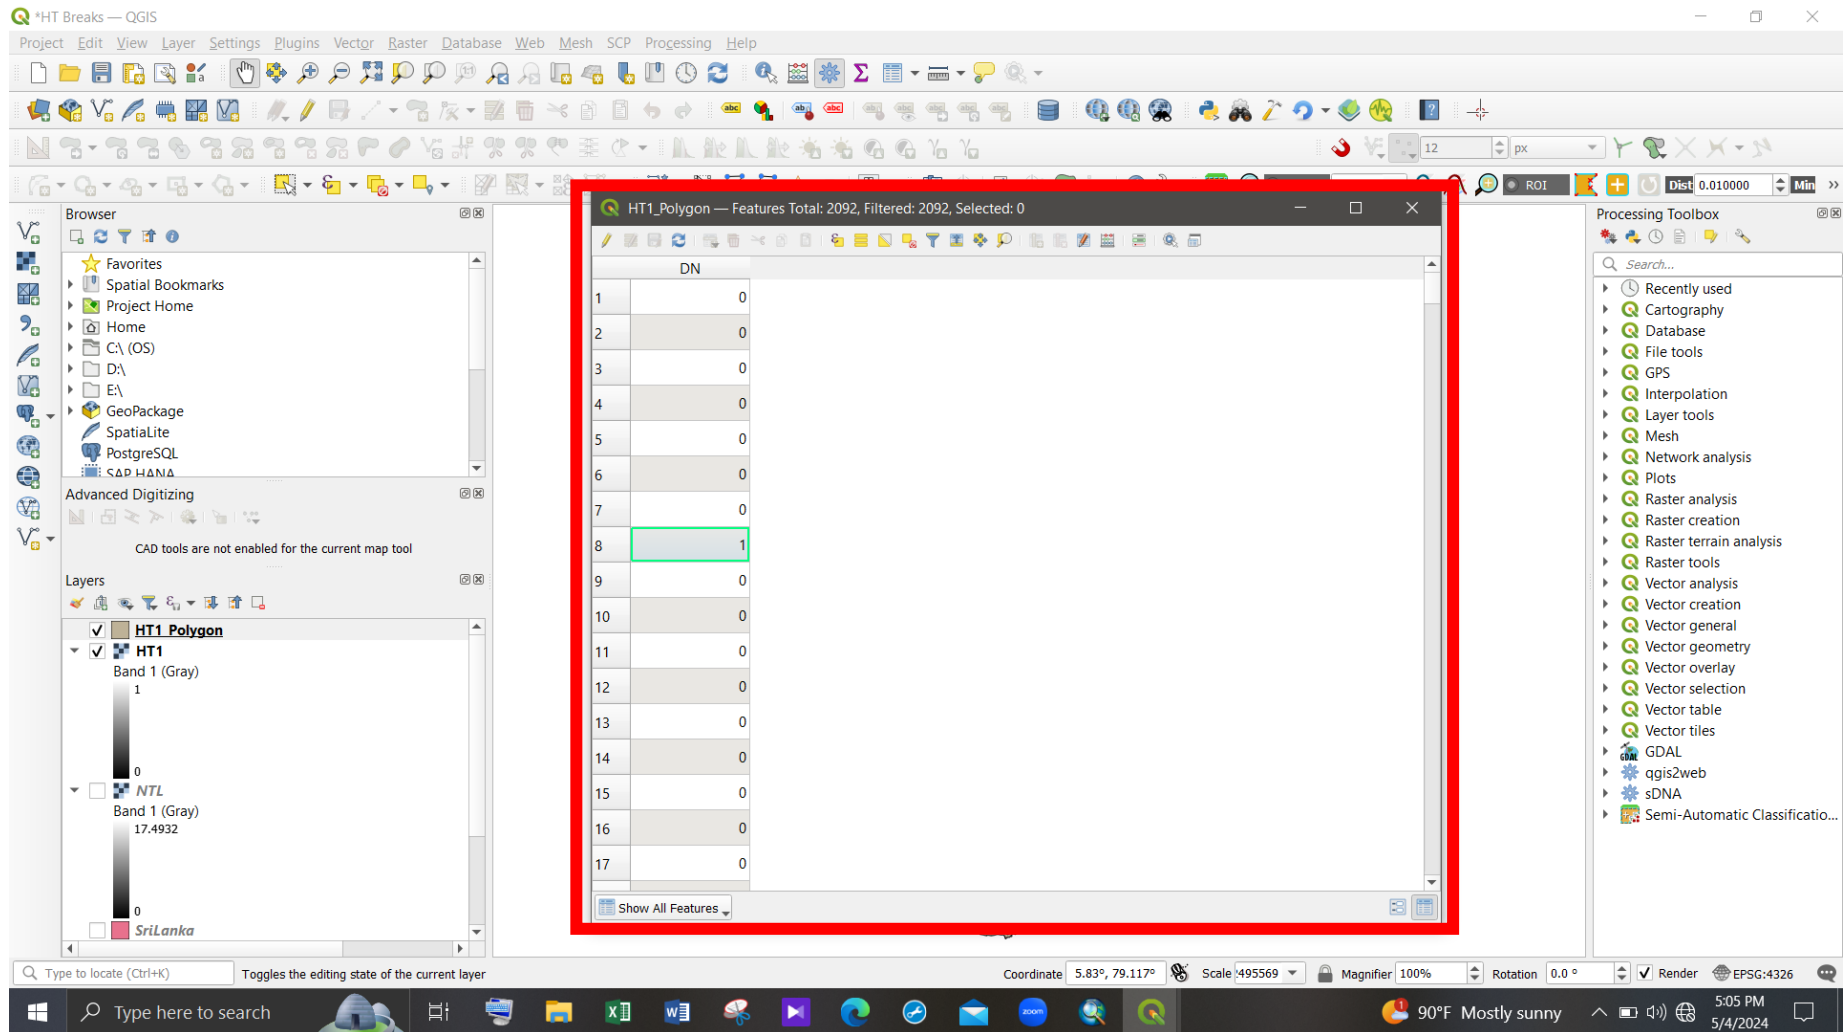 *HT Breaks — QGIS
Project Edit View Layer Settings Plugins Vector Raster Database Web Mesh SCP Processing Help
12 px
ROI Dist 0.010000 Min
Browser
Favorites
Spatial Bookmarks
Project Home
Home
C:\ (OS)
D:\
E:\
GeoPackage
SpatiaLite
PostgreSQL
SAP HANA
Advanced Digitizing
CAD tools are not enabled for the current map tool
Layers
HT1_Polygon
HT1
Band 1 (Gray)
1
0
NTL
Band 1 (Gray)
17.4932
0
SriLanka
HT1_Polygon — Features Total: 2092, Filtered: 2092, Selected: 0
DN
1 0
2 0
3 0
4 0
5 0
6 0
7 0
8 1
9 0
10 0
11 0
12 0
13 0
14 0
15 0
16 0
17 0
Show All Features
Processing Toolbox
Search...
Recently used
Cartography
Database
File tools
GPS
Interpolation
Layer tools
Mesh
Network analysis
Plots
Raster analysis
Raster creation
Raster terrain analysis
Raster tools
Vector analysis
Vector creation
Vector general
Vector geometry
Vector overlay
Vector selection
Vector table
Vector tiles
GDAL
qgis2web
sDNA
Semi-Automatic Classificatio...
Type to locate (Ctrl+K) Toggles the editing state of the current layer Coordinate 5.83°, 79.117° Scale 495569 Magnifier 100% Rotation 0.0 ° Render EPSG:4326
Type here to search
90°F Mostly sunny
5:05 PM
5/4/2024